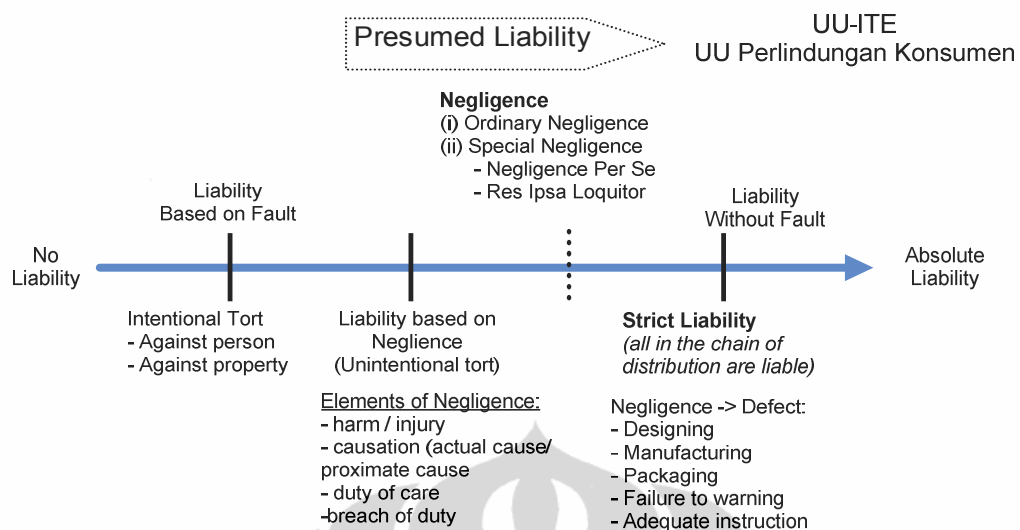 Presumed Liability
UU-ITE
UU Perlindungan Konsumen
Negligence
(i) Ordinary Negligence
(ii) Special Negligence
- Negligence Per Se
- Res Ipsa Loquitor
Liability
Based on Fault
Liability
Without Fault
No
Liability
Absolute
Liability
Intentional Tort
- Against person
- Against property
Liability based on
Neglience
(Unintentional tort)
Elements of Negligence:
- harm / injury
- causation (actual cause/
proximate cause
- duty of care
-breach of duty
Strict Liability
(all in the chain of
distribution are liable)
Negligence -> Defect:
- Designing
- Manufacturing
- Packaging
- Failure to warning
- Adequate instruction